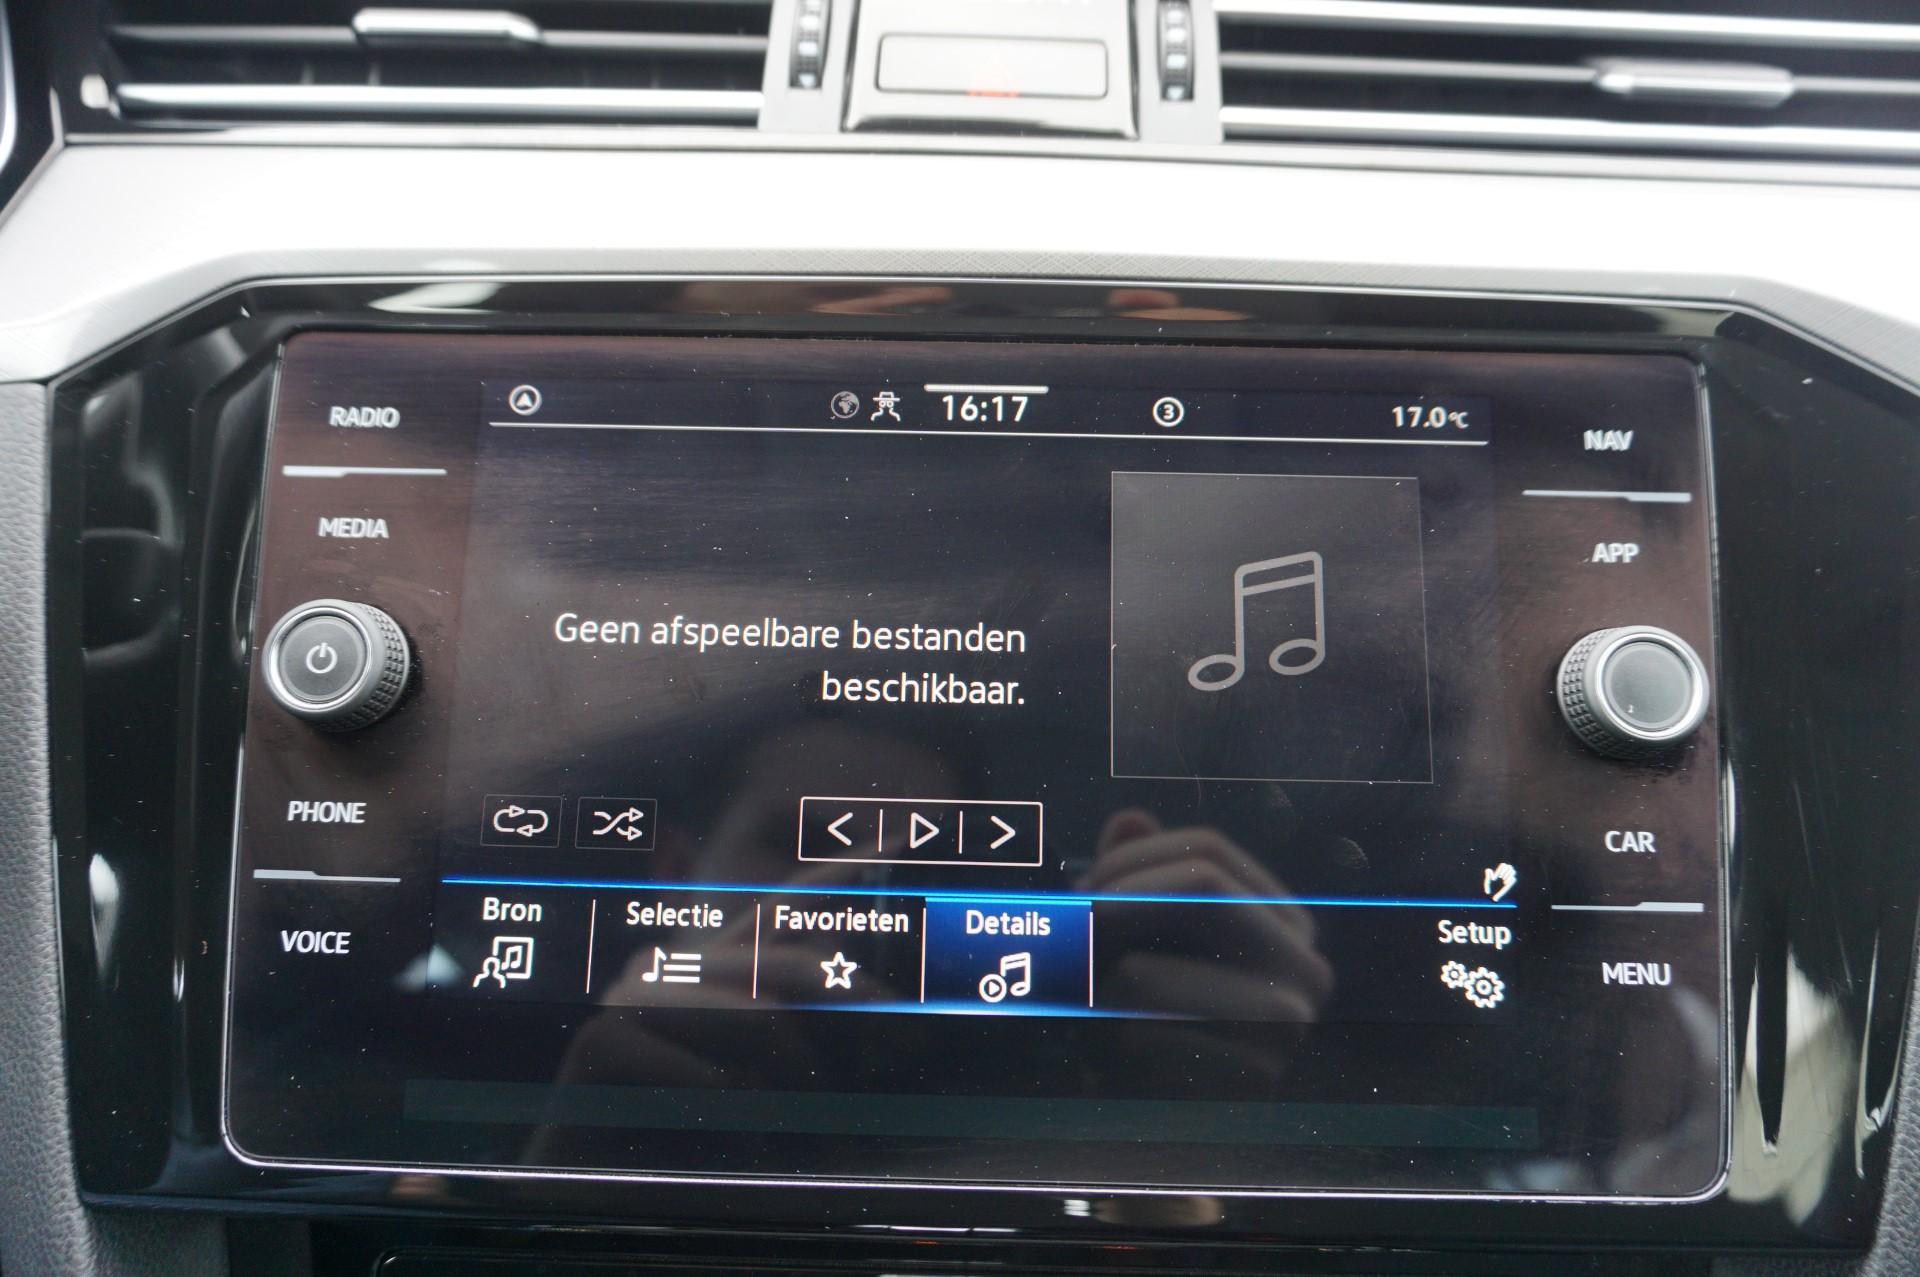 RADIO
MEDIA
PHONE
VOICE
16:17
3
17.0°C
Geen afspeelbare bestanden
beschikbaar.
Bron
Selectie
Favorieten
Details
Setup
NAV
APP
CAR
MENU